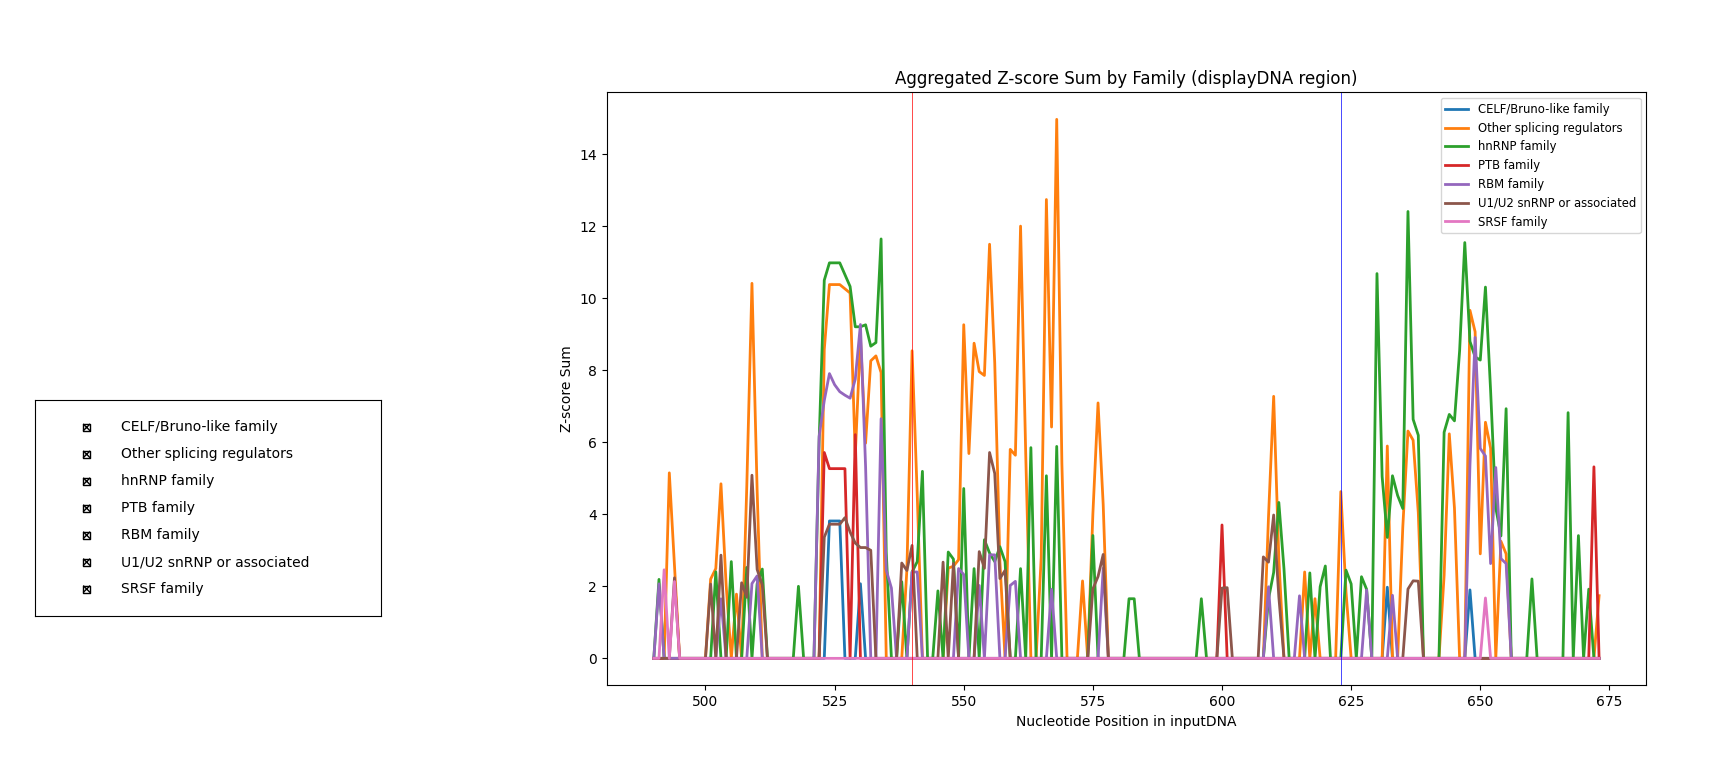 Aggregated Z-score Sum by Family (displayDNA region)
CELF/Bruno-like family
Other splicing regulators
hnRNP family
PTB family
RBM family
U1/U2 snRNP or associated
SRSF family
14
12
10
8
6
4
2
0
Z-score Sum
500
525
550
575
600
625
650
675
Nucleotide Position in inputDNA
CELF/Bruno-like family
Other splicing regulators
hnRNP family
PTB family
RBM family
U1/U2 snRNP or associated
SRSF family